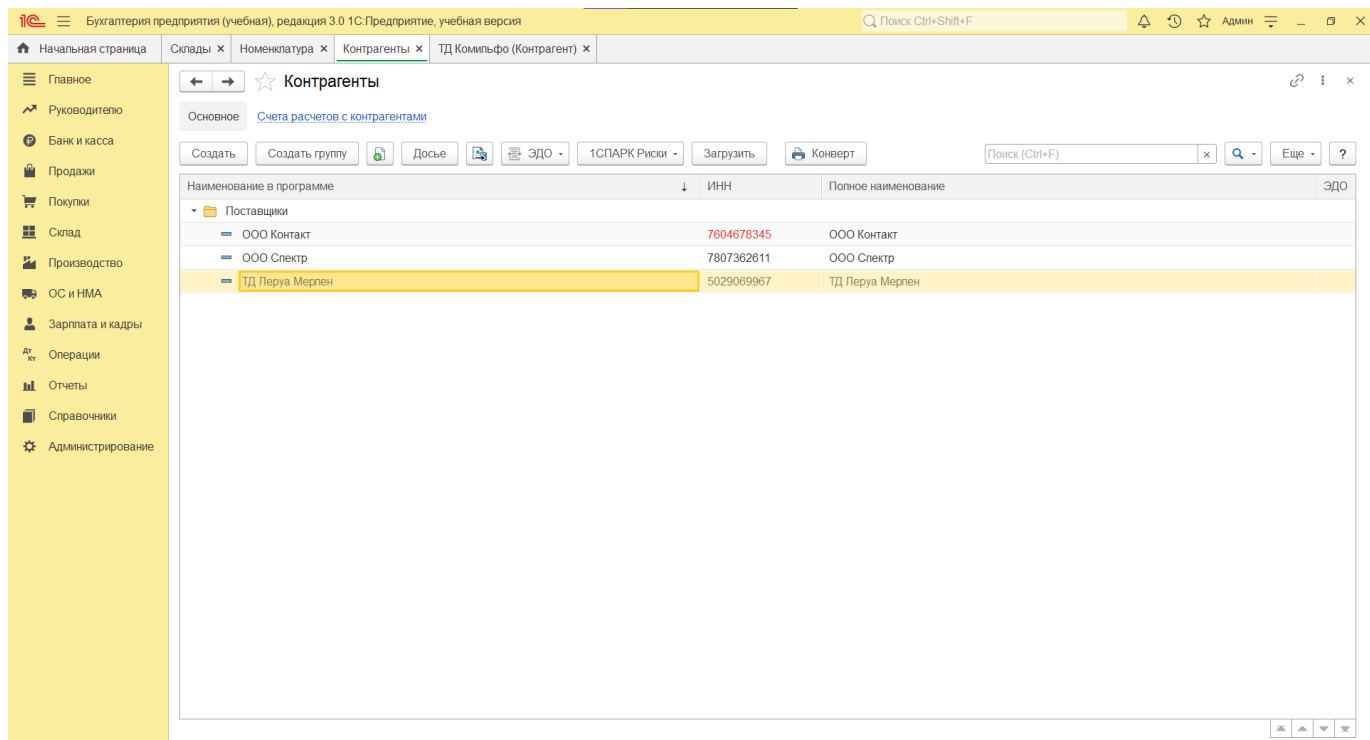 1С Бухгалтерия предприятия (учебная), редакция 3.0 1С:Предприятие, учебная версия Поиск Ctrl+Shift+F Админ
Начальная страница Склады × Номенклатура × Контрагенты × ТД Комильфо (Контрагент) ×
Главное
Руководителю
Банк и касса
Продажи
Покупки
Склад
Производство
ОС и НМА
Зарплата и кадры
Дт Кт Операции
Отчеты
Справочники
Администрирование
Контрагенты
Основное Счета расчетов с контрагентами
Создать Создать группу Досье ЭДО 1СПАРК Риски Загрузить Конверт Поиск (Ctrl+F) × Еще ?
Наименование в программе ↓ ИНН Полное наименование ЭДО
Поставщики
ООО Контакт 7604678345 ООО Контакт
ООО Спектр 7807362611 ООО Спектр
ТД Леруа Мерлен 5029069967 ТД Леруа Мерлен